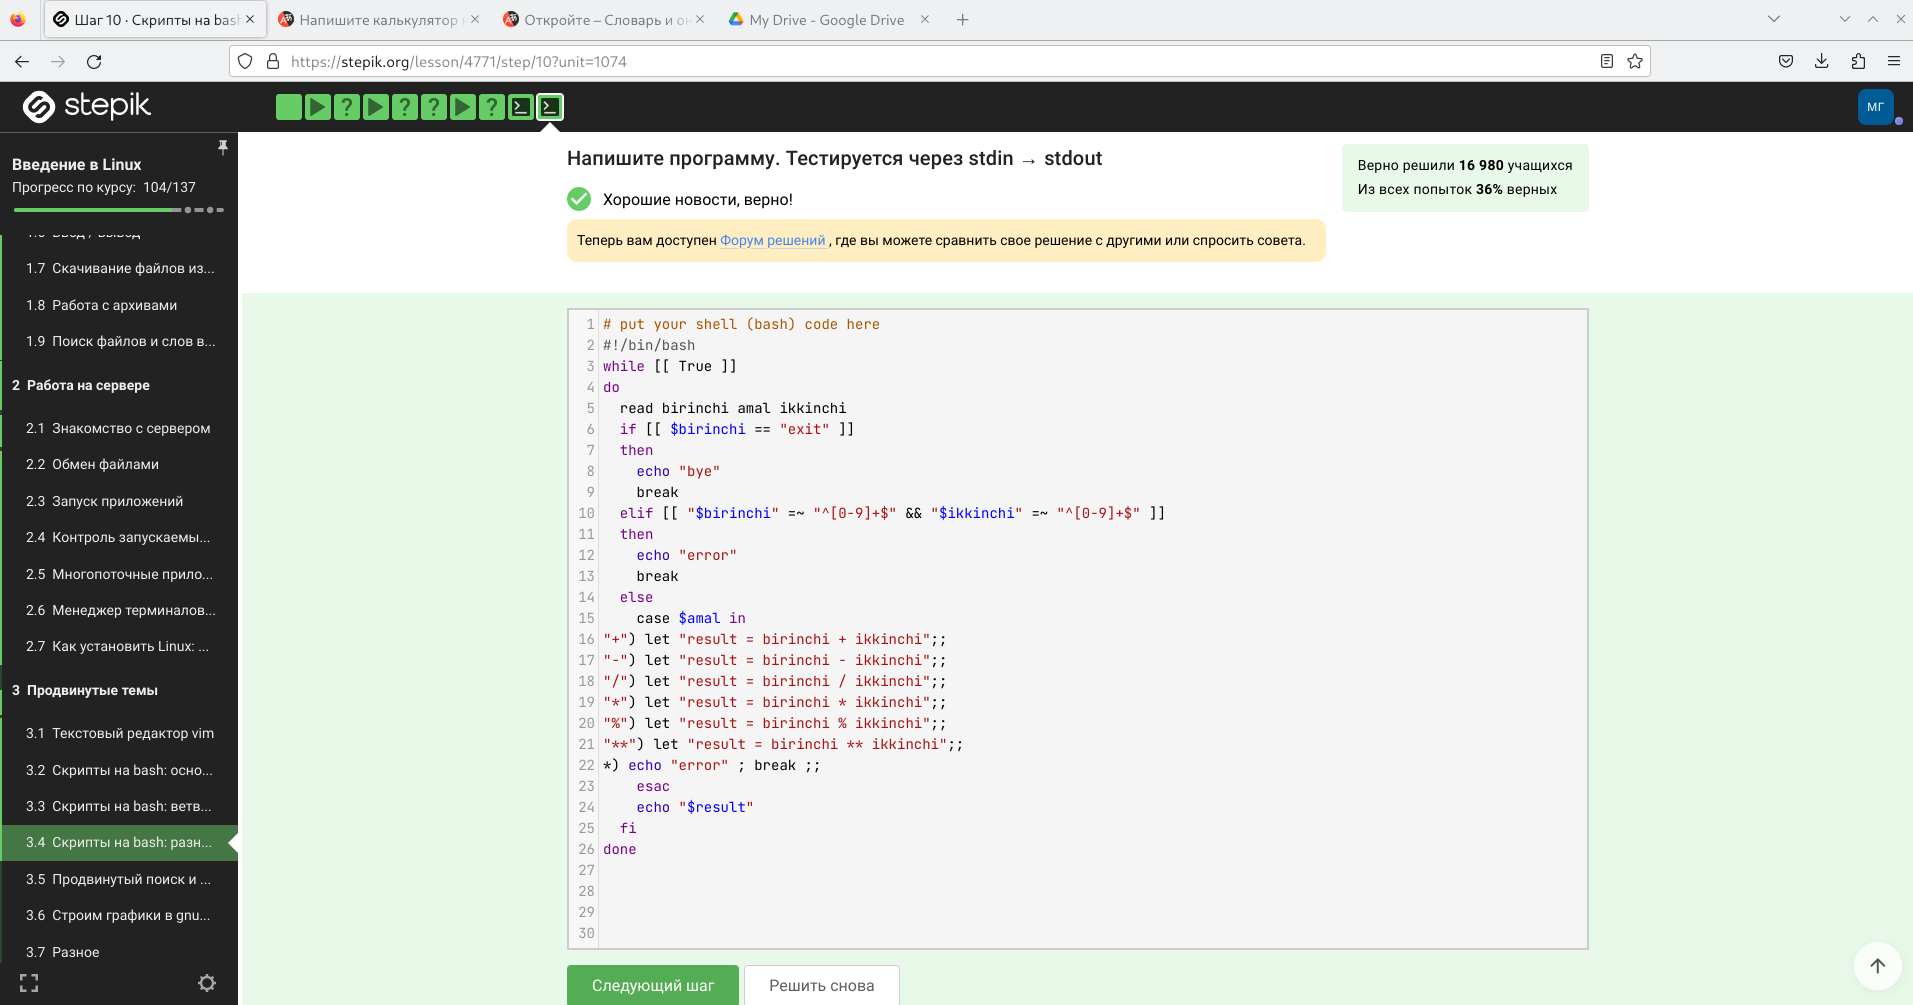 Шаг 10 · Скрипты на bash
Напишите калькулятор
Откройте – Словарь и он
My Drive - Google Drive
https://stepik.org/lesson/4771/step/10?unit=1074
stepik
МГ
Введение в Linux
Прогресс по курсу: 104/137
1.7 Скачивание файлов из...
1.8 Работа с архивами
1.9 Поиск файлов и слов в...
2 Работа на сервере
2.1 Знакомство с сервером
2.2 Обмен файлами
2.3 Запуск приложений
2.4 Контроль запускаемы...
2.5 Многопоточные прило...
2.6 Менеджер терминалов...
2.7 Как установить Linux: ...
3 Продвинутые темы
3.1 Текстовый редактор vim
3.2 Скрипты на bash: осно...
3.3 Скрипты на bash: ветв...
3.4 Скрипты на bash: разн...
3.5 Продвинутый поиск и ...
3.6 Строим графики в gnu...
3.7 Разное
Напишите программу. Тестируется через stdin → stdout
Верно решили 16 980 учащихся
Из всех попыток 36% верных
Хорошие новости, верно!
Теперь вам доступен Форум решений , где вы можете сравнить свое решение с другими или спросить совета.
1 # put your shell (bash) code here
2 #!/bin/bash
3 while [[ True ]]
4 do
5   read birinchi amal ikkinchi
6   if [[ $birinchi == "exit" ]]
7   then
8     echo "bye"
9     break
10   elif [[ "$birinchi" =~ "^[0-9]+$" && "$ikkinchi" =~ "^[0-9]+$" ]]
11   then
12     echo "error"
13     break
14   else
15     case $amal in
16 "+") let "result = birinchi + ikkinchi";;
17 "-") let "result = birinchi - ikkinchi";;
18 "/") let "result = birinchi / ikkinchi";;
19 "*") let "result = birinchi * ikkinchi";;
20 "%") let "result = birinchi % ikkinchi";;
21 "**") let "result = birinchi ** ikkinchi";;
22 *) echo "error" ; break ;;
23     esac
24     echo "$result"
25   fi
26 done
27
28
29
30
Следующий шаг
Решить снова